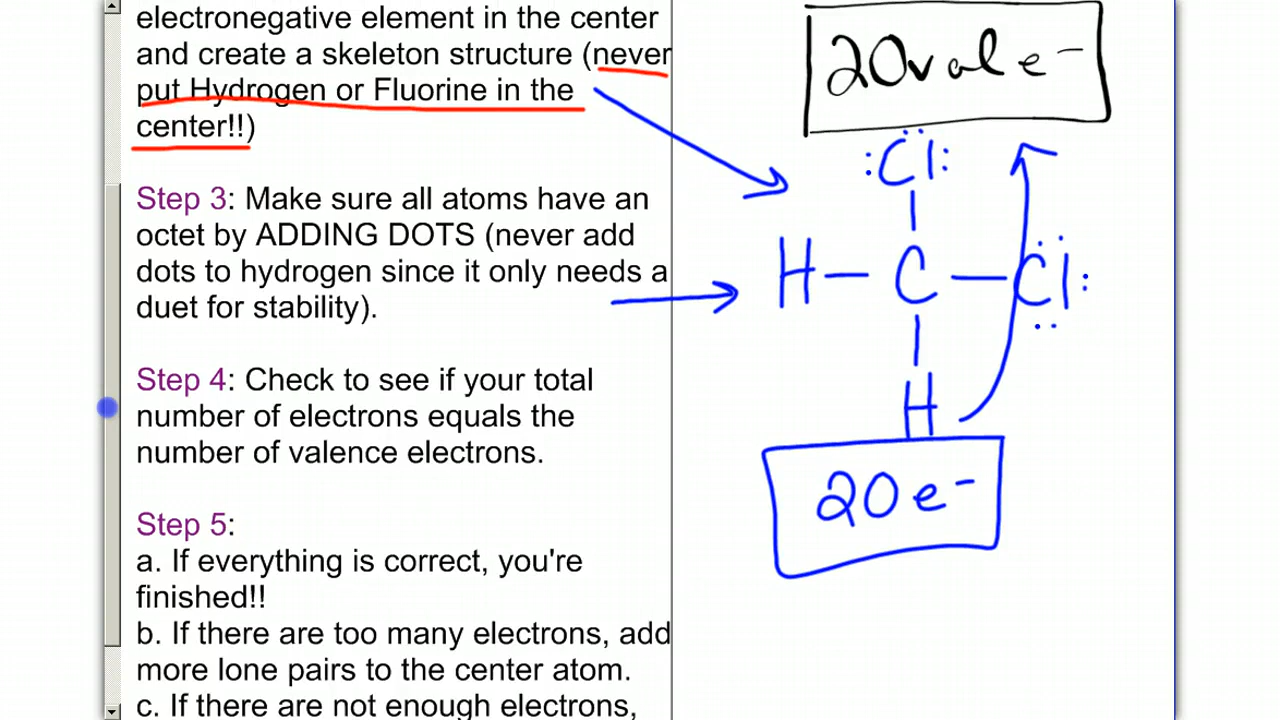 electronegative element in the center
and create a skeleton structure (never
put Hydrogen or Fluorine in the
center!!)
Step 3: Make sure all atoms have an
octet by ADDING DOTS (never add
dots to hydrogen since it only needs a
duet for stability).
Step 4: Check to see if your total
number of electrons equals the
number of valence electrons.
Step 5:
a. If everything is correct, you're
finished!!
b. If there are too many electrons, add
more lone pairs to the center atom.
c. If there are not enough electrons,
20 val e⁻
:Cl:
H – C – Cl:
H
20 e⁻